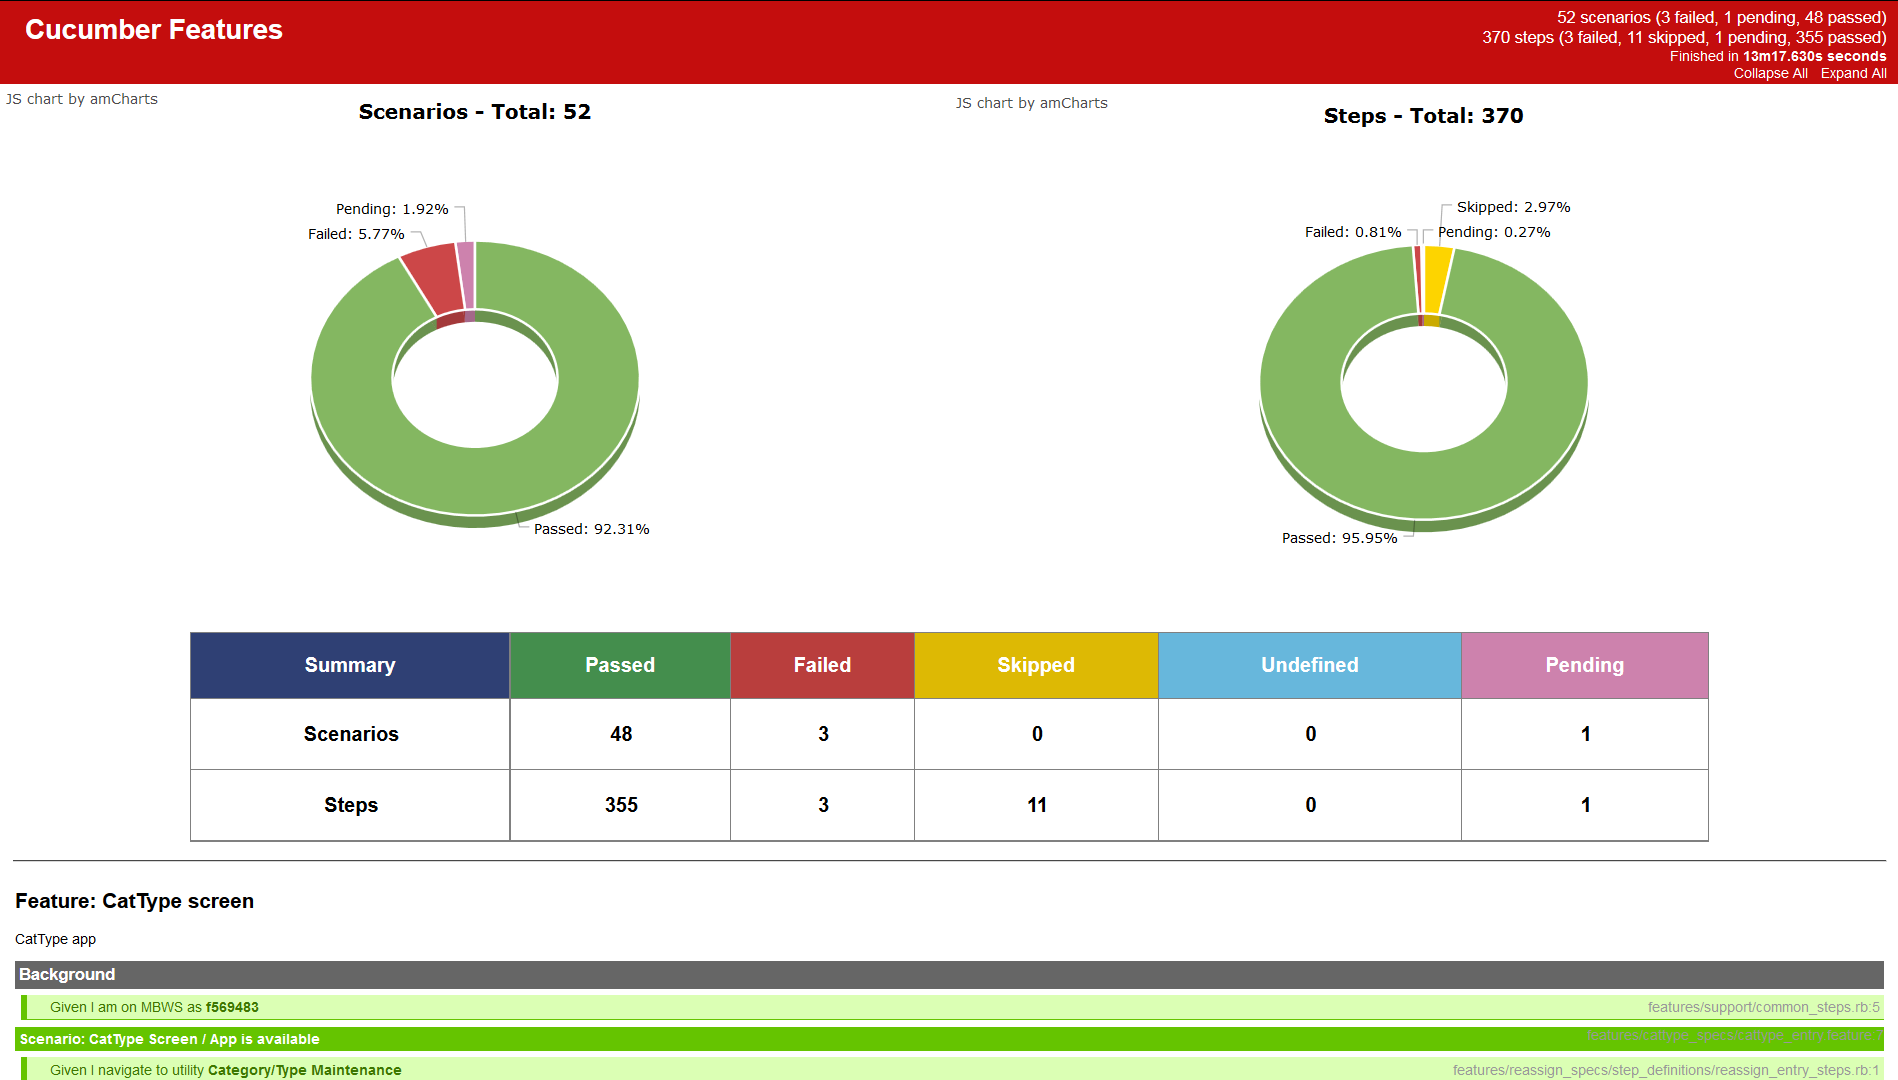 Cucumber Features
52 scenarios (3 failed, 1 pending, 48 passed)
370 steps (3 failed, 11 skipped, 1 pending, 355 passed)
Finished in 13m17.630s seconds
Collapse All Expand All
JS chart by amCharts
Scenarios - Total: 52
Pending: 1.92%
Failed: 5.77%
Passed: 92.31%
JS chart by amCharts
Steps - Total: 370
Skipped: 2.97%
Failed: 0.81%
Pending: 0.27%
Passed: 95.95%
Summary Passed Failed Skipped Undefined Pending
Scenarios 48 3 0 0 1
Steps 355 3 11 0 1
Feature: CatType screen
CatType app
Background
Given I am on MBWS as f569483 features/support/common_steps.rb:5
Scenario: CatType Screen / App is available features/cattype_specs/cattype_entry.feature:7
Given I navigate to utility Category/Type Maintenance features/reassign_specs/step_definitions/reassign_entry_steps.rb:1